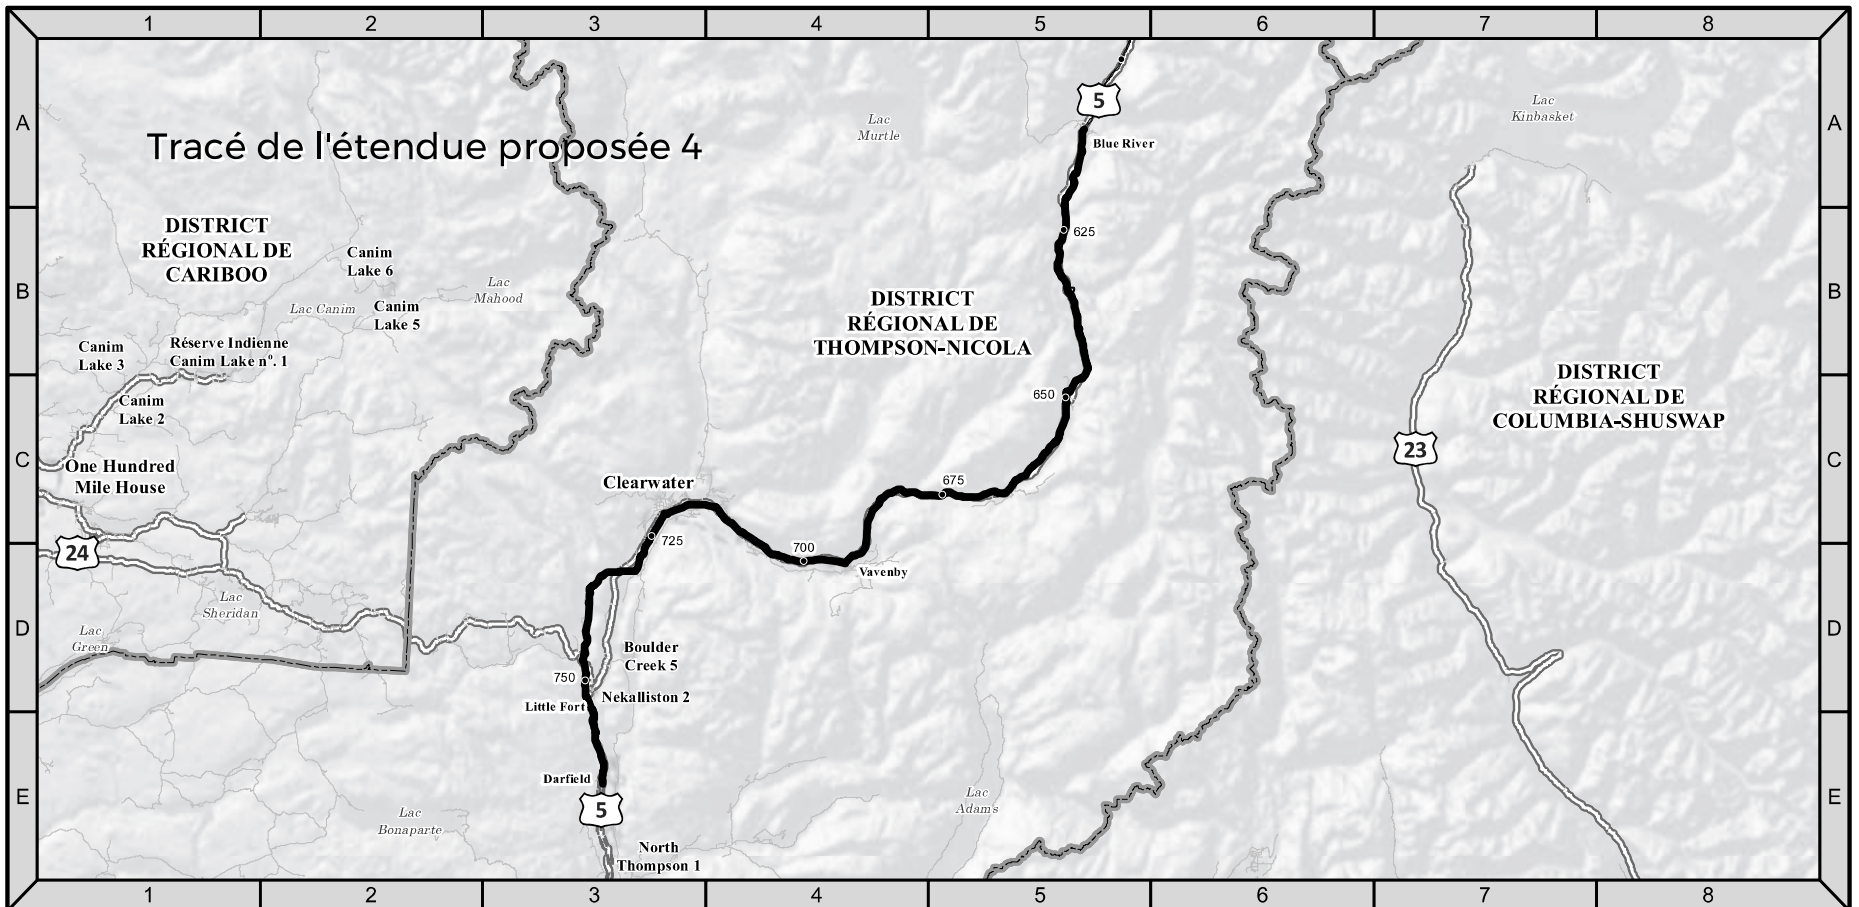 1 2 3 4 5 6 7 8
A A
5
Lac
Murtle
Lac
Kinbasket
Tracé de l'étendue proposée 4
Blue River
DISTRICT
RÉGIONAL DE
CARIBOO
Canim
Lake 6
625
Lac
Mahood
B B
Lac Canim
Canim
Lake 5
DISTRICT
RÉGIONAL DE
THOMPSON-NICOLA
Canim
Lake 3
Réserve Indienne
Canim Lake nº. 1
DISTRICT
RÉGIONAL DE
COLUMBIA-SHUSWAP
650
Canim
Lake 2
23
C C
One Hundred
Mile House
Clearwater
675
725
700
24
Vavenby
Lac
Sheridan
D D
Lac
Green
Boulder
Creek 5
750
Nekalliston 2
Little Fort
Darfield
E E
5
Lac
Adams
Lac
Bonaparte
North
Thompson 1
1 2 3 4 5 6 7 8